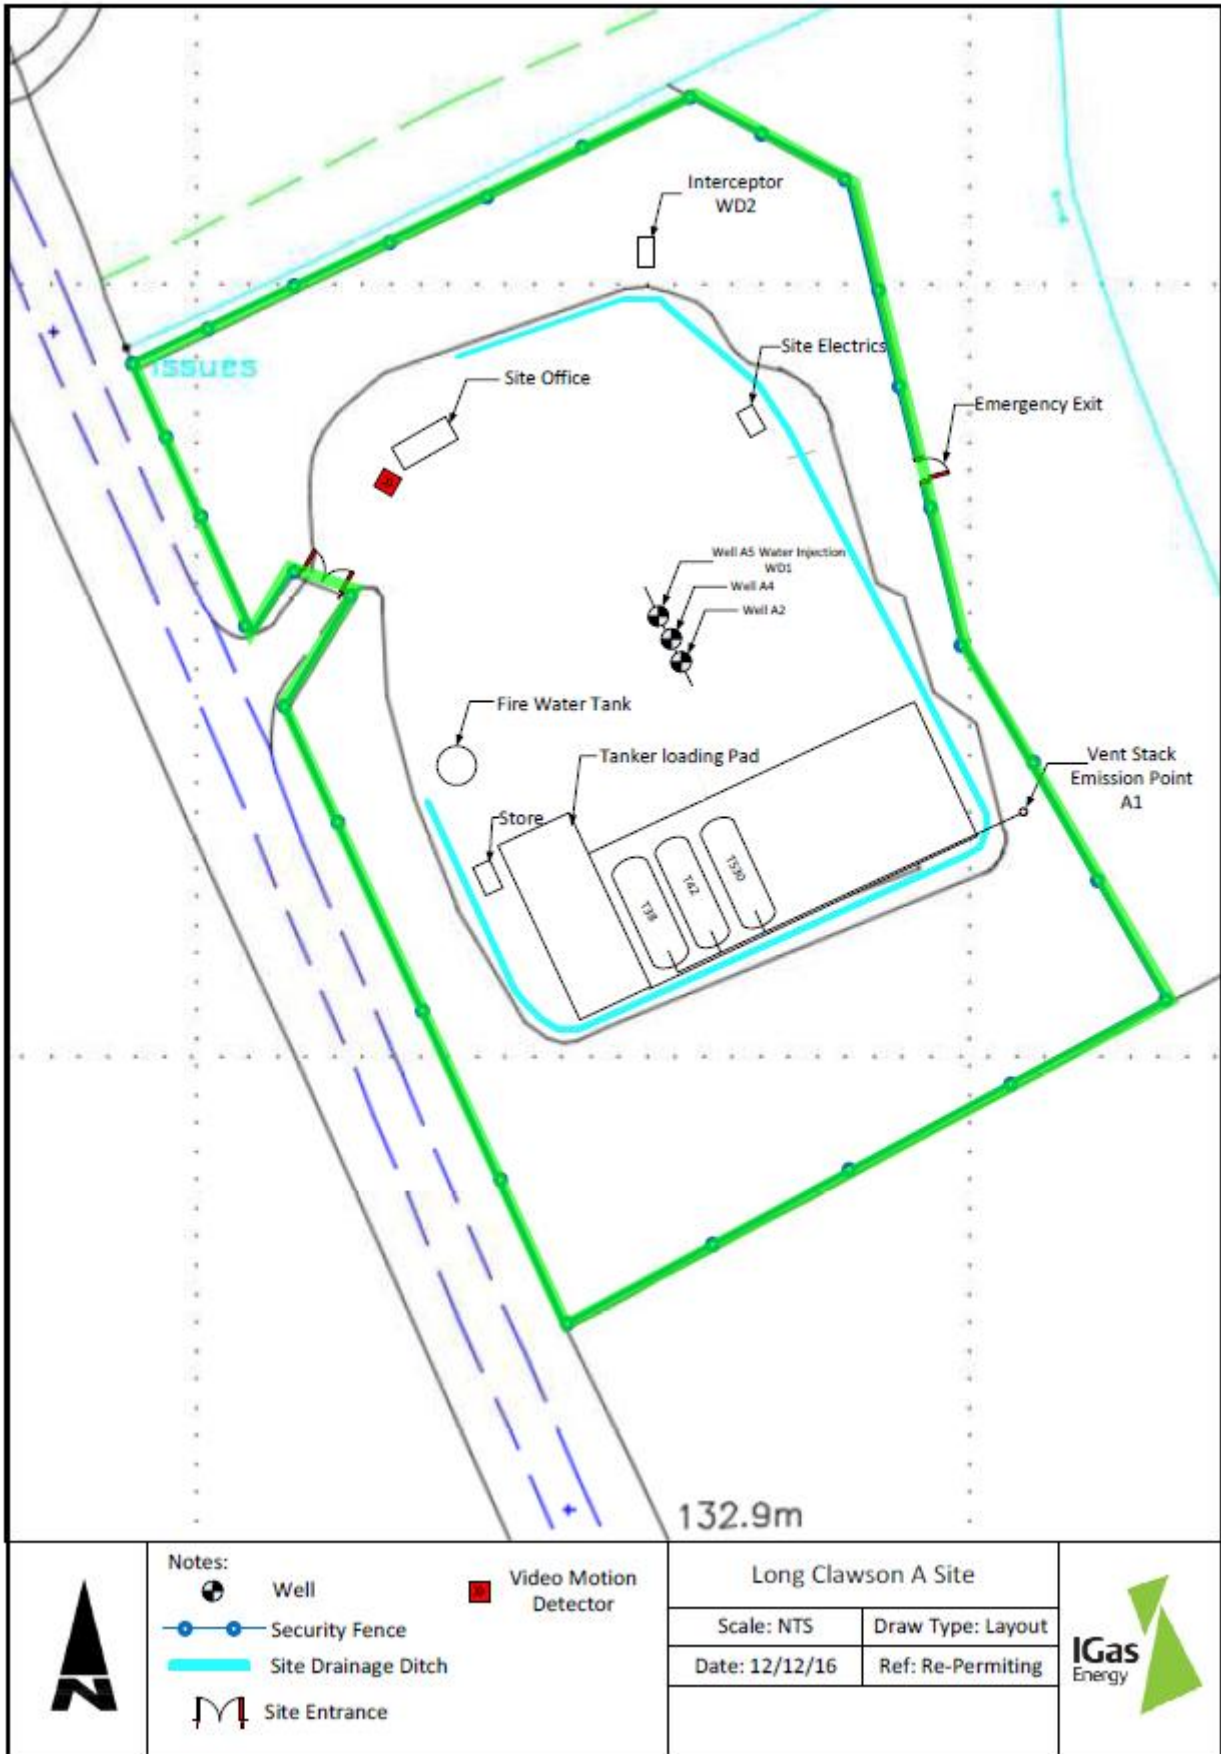 Interceptor
WD2
issues
Site Office
Site Electrics
Emergency Exit
Well A5 Water Injection
WD1
Well A4
Well A2
Fire Water Tank
Tanker loading Pad
Vent Stack
Emission Point
A1
Store
T38
T42
TS30
132.9m
Notes:
Well
Video Motion
Detector
Security Fence
Site Drainage Ditch
Site Entrance
N
Long Clawson A Site
Scale: NTS
Draw Type: Layout
Date: 12/12/16
Ref: Re-Permiting
IGas
Energy